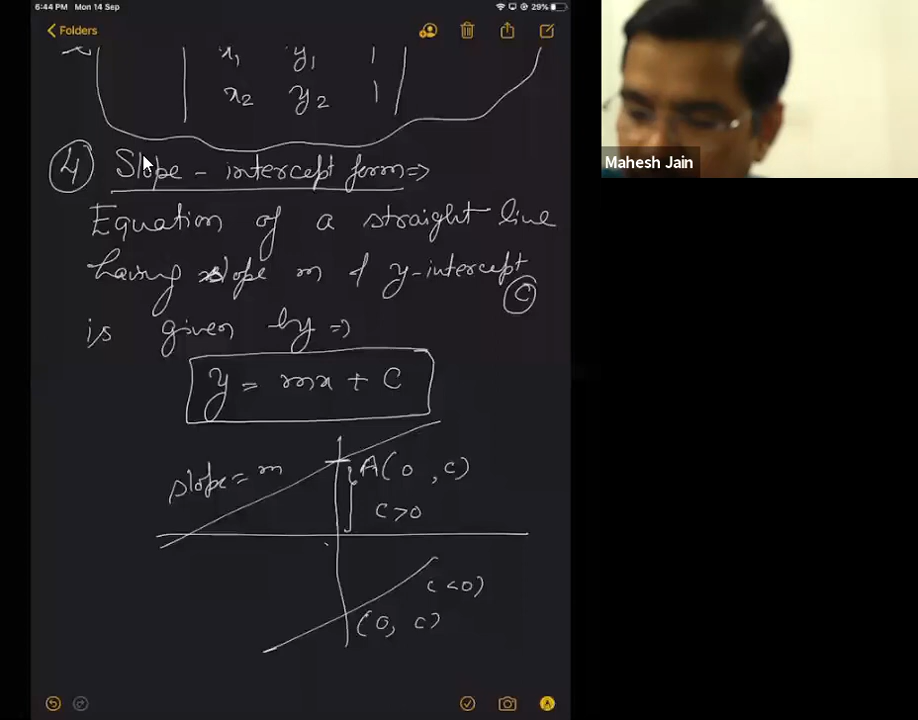 6:44 PM Mon 14 Sep
29%
Folders
x₁ y₁ 1
x₂ y₂ 1
Mahesh Jain
④ Slope - intercept form ⇒
Equation of a straight line
having slope m & y-intercept
Ⓒ
is given by ⇒
y = mx + C
slope = m
A(0, c)
C>0
(c<0)
(0, c)